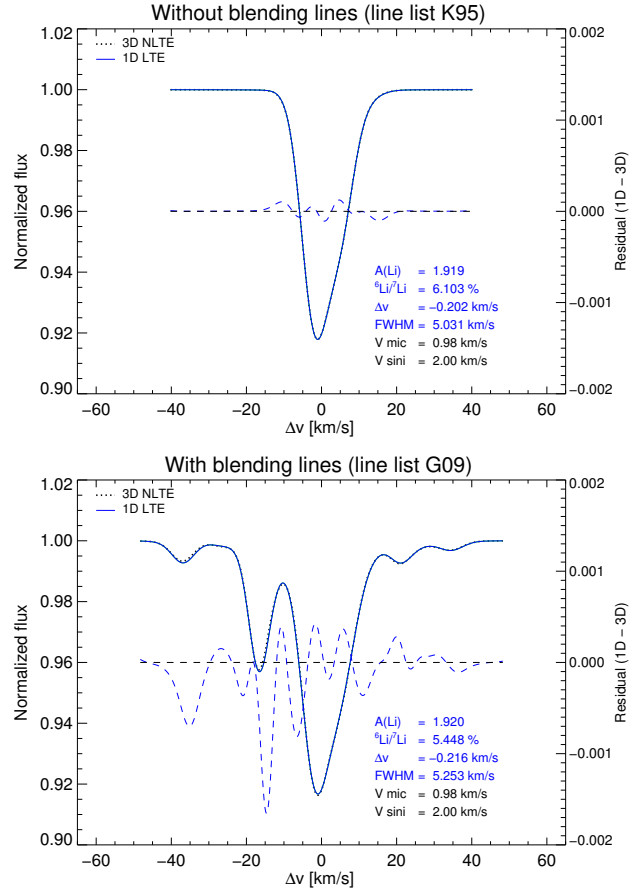 Without blending lines (line list K95)
1.02
1.00
0.98
0.96
0.94
0.92
0.90
Normalized flux
3D NLTE
1D LTE
0.002
0.001
0.000
−0.001
−0.002
Residual (1D − 3D)
A(Li) = 1.919
⁶Li/⁷Li = 6.103 %
Δv = −0.202 km/s
FWHM = 5.031 km/s
V mic = 0.98 km/s
V sini = 2.00 km/s
−60 −40 −20 0 20 40 60
Δv [km/s]
With blending lines (line list G09)
1.02
1.00
0.98
0.96
0.94
0.92
0.90
Normalized flux
3D NLTE
1D LTE
0.002
0.001
0.000
−0.001
−0.002
Residual (1D − 3D)
A(Li) = 1.920
⁶Li/⁷Li = 5.448 %
Δv = −0.216 km/s
FWHM = 5.253 km/s
V mic = 0.98 km/s
V sini = 2.00 km/s
−60 −40 −20 0 20 40 60
Δv [km/s]